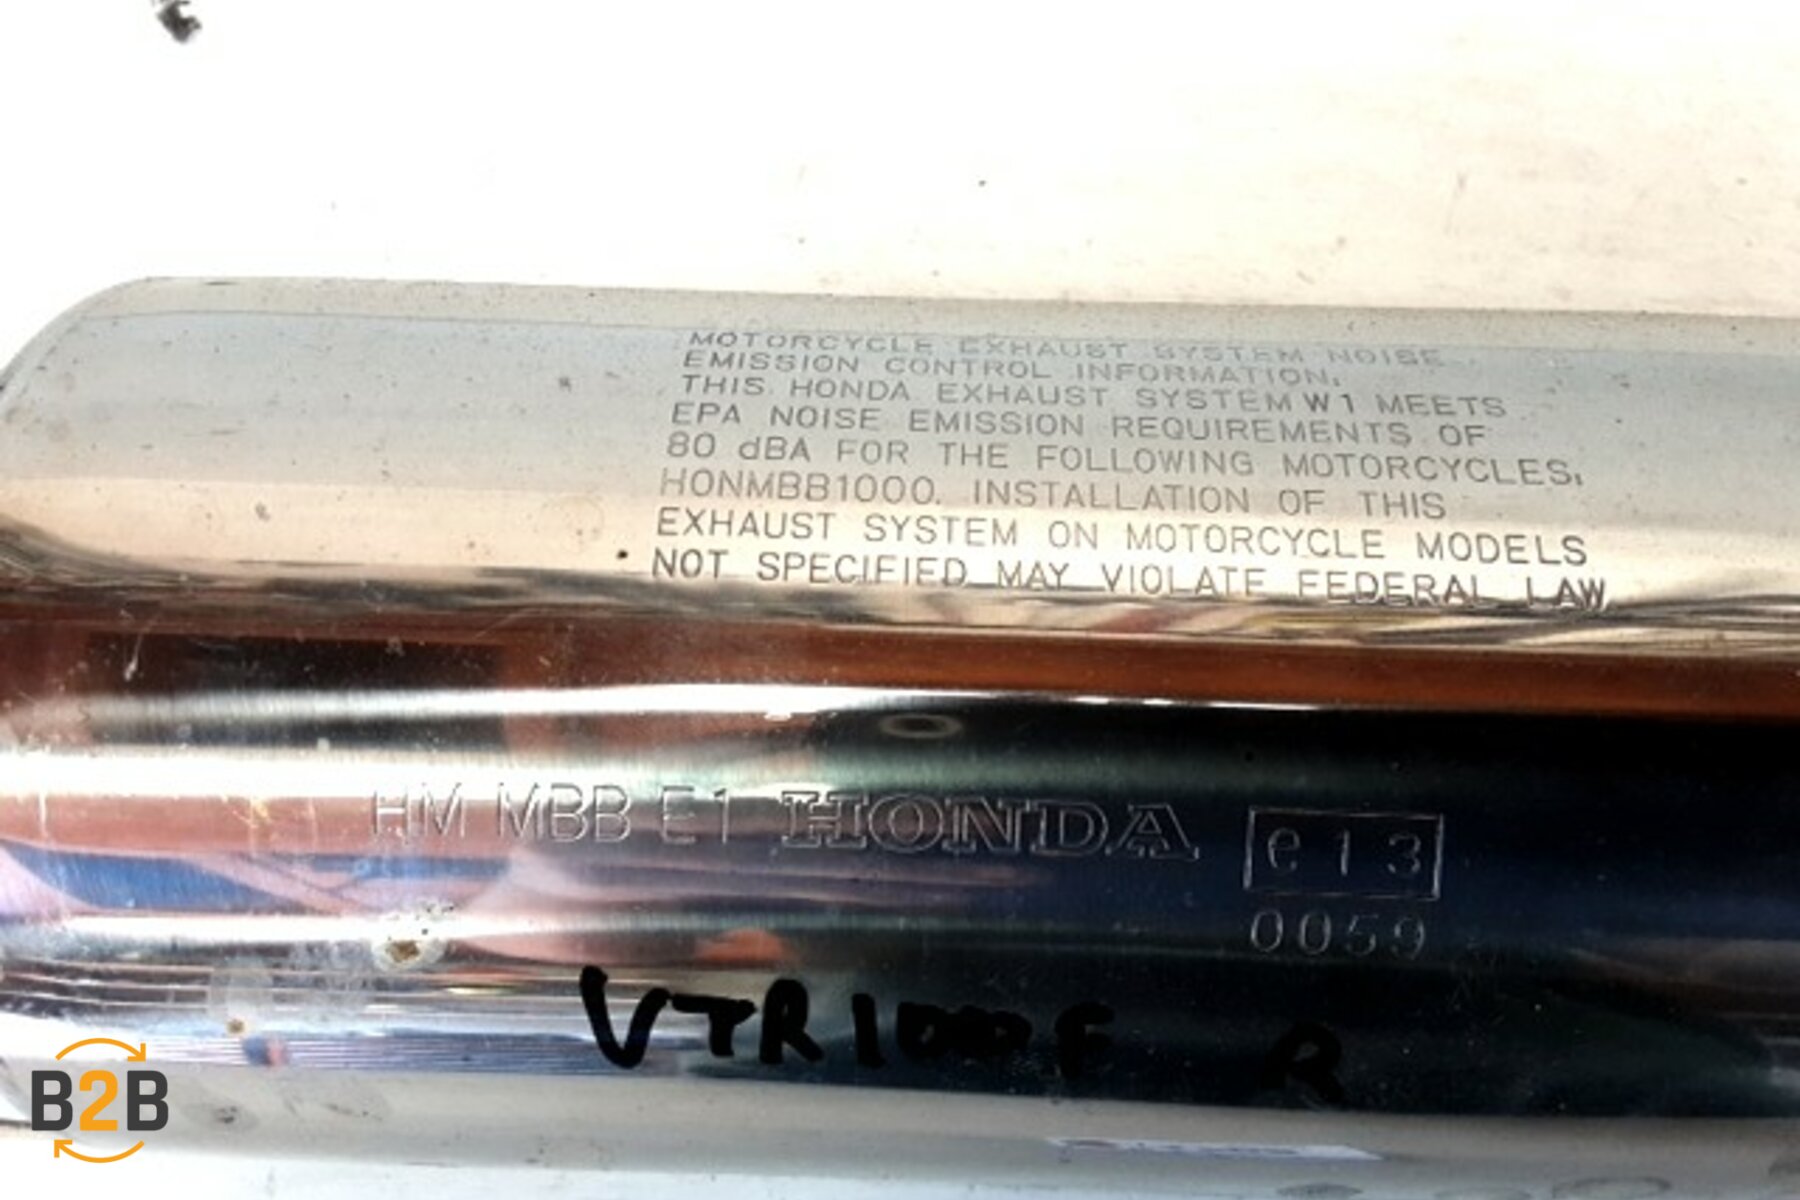 MOTORCYCLE EXHAUST SYSTEM NOISE
EMISSION CONTROL INFORMATION.
THIS HONDA EXHAUST SYSTEM W1 MEETS
EPA NOISE EMISSION REQUIREMENTS OF
80 dBA FOR THE FOLLOWING MOTORCYCLES.
HONMBB1000. INSTALLATION OF THIS
EXHAUST SYSTEM ON MOTORCYCLE MODELS
NOT SPECIFIED MAY VIOLATE FEDERAL LAW
HM MBB E1 HONDA e13
0059
VTR1000F R
B2B